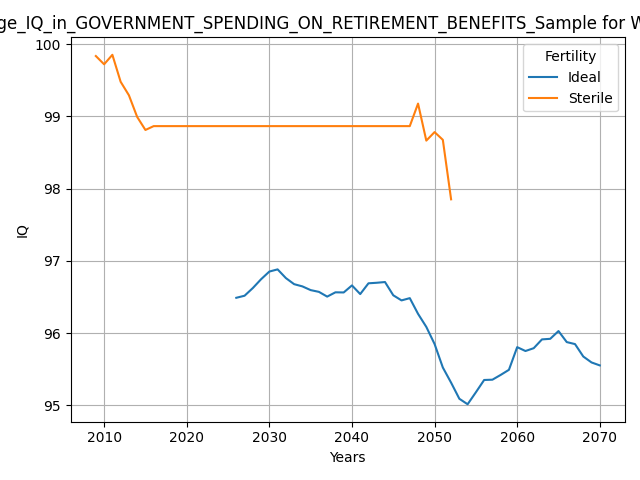 ge_IQ_in_GOVERNMENT_SPENDING_ON_RETIREMENT_BENEFITS_Sample for W
Fertility
Ideal
Sterile
100
99
98
97
96
95
IQ
2010 2020 2030 2040 2050 2060 2070
Years